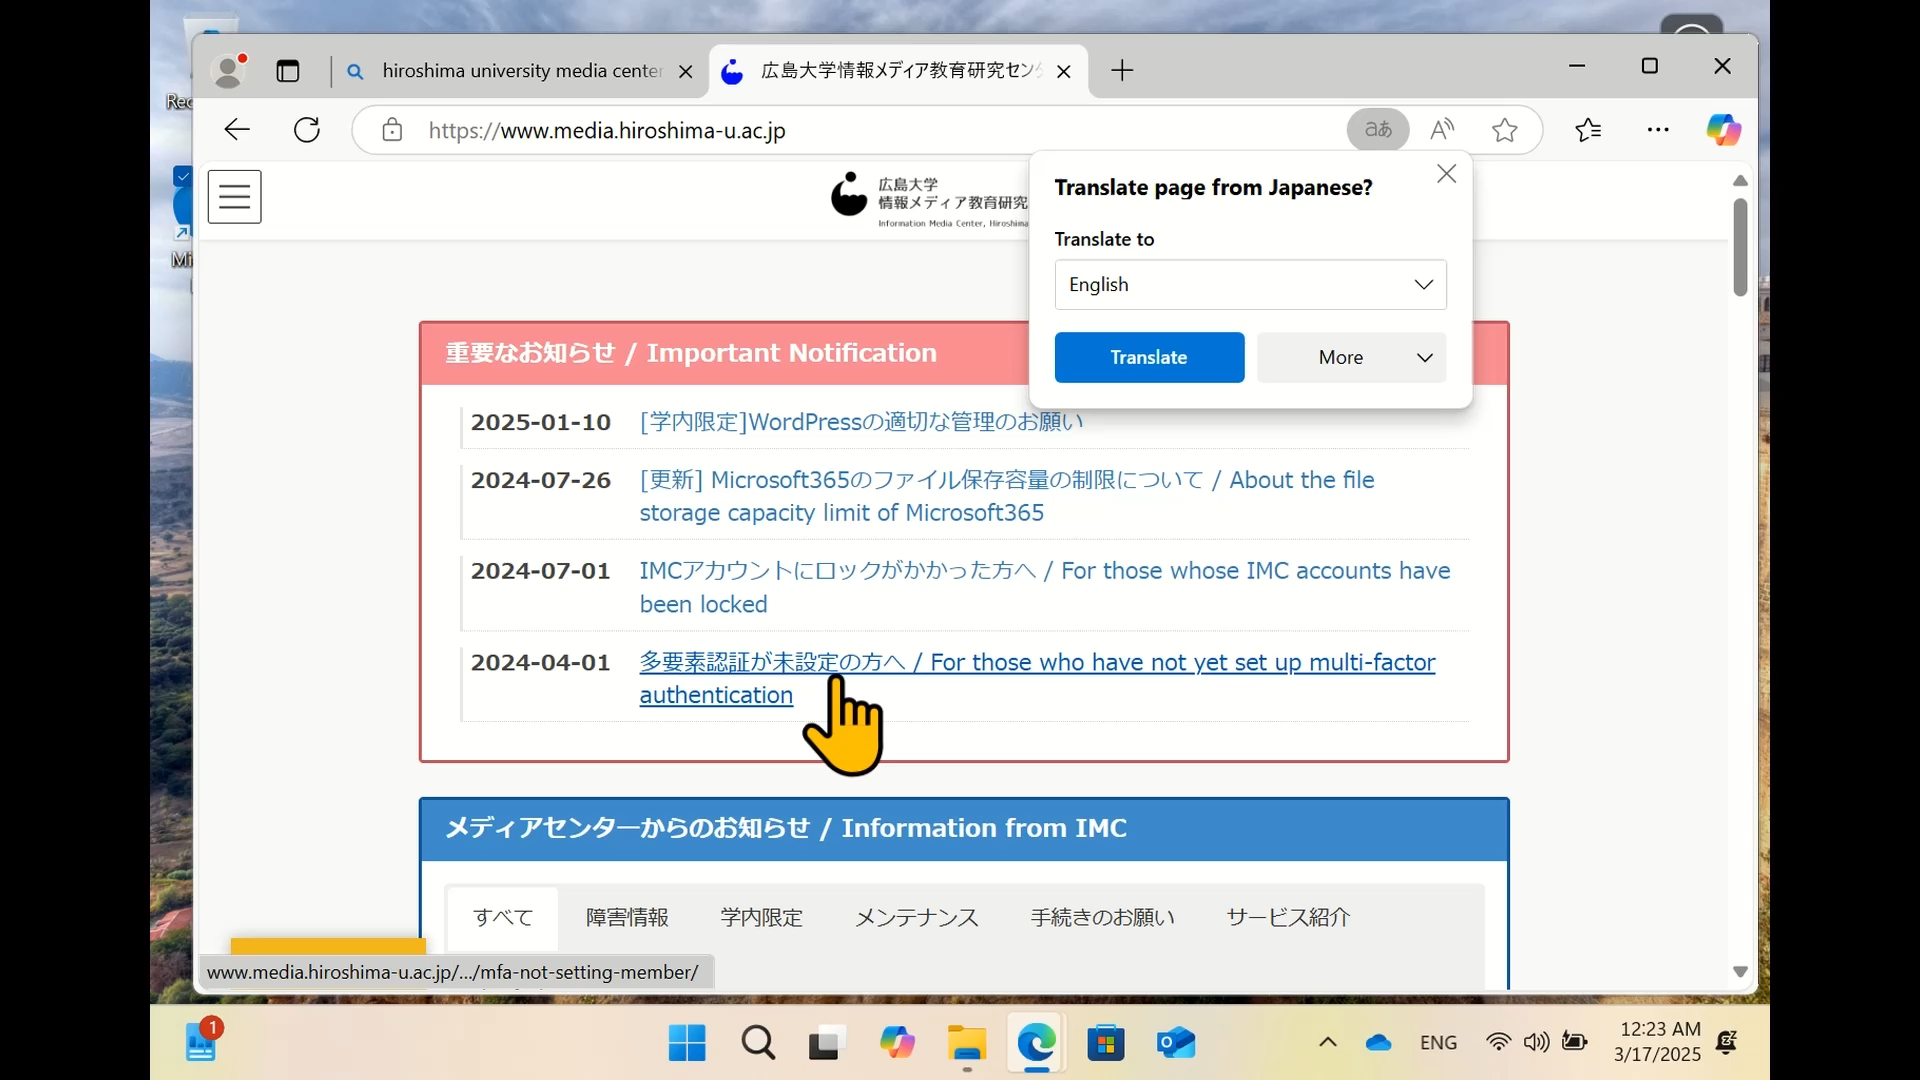 hiroshima university media center
広島大学情報メディア教育研究セン
https://www.media.hiroshima-u.ac.jp
aあ
広島大学
情報メディア教育研究
Information Media Center, Hiroshima
Translate page from Japanese?
Translate to
English
Translate
More
重要なお知らせ / Important Notification
2025-01-10 [学内限定]WordPressの適切な管理のお願い
2024-07-26 [更新] Microsoft365のファイル保存容量の制限について / About the file
storage capacity limit of Microsoft365
2024-07-01 IMCアカウントにロックがかかった方へ / For those whose IMC accounts have
been locked
2024-04-01 多要素認証が未設定の方へ / For those who have not yet set up multi-factor
authentication
メディアセンターからのお知らせ / Information from IMC
すべて 障害情報 学内限定 メンテナンス 手続きのお願い サービス紹介
www.media.hiroshima-u.ac.jp/.../mfa-not-setting-member/
1
ENG
12:23 AM
3/17/2025